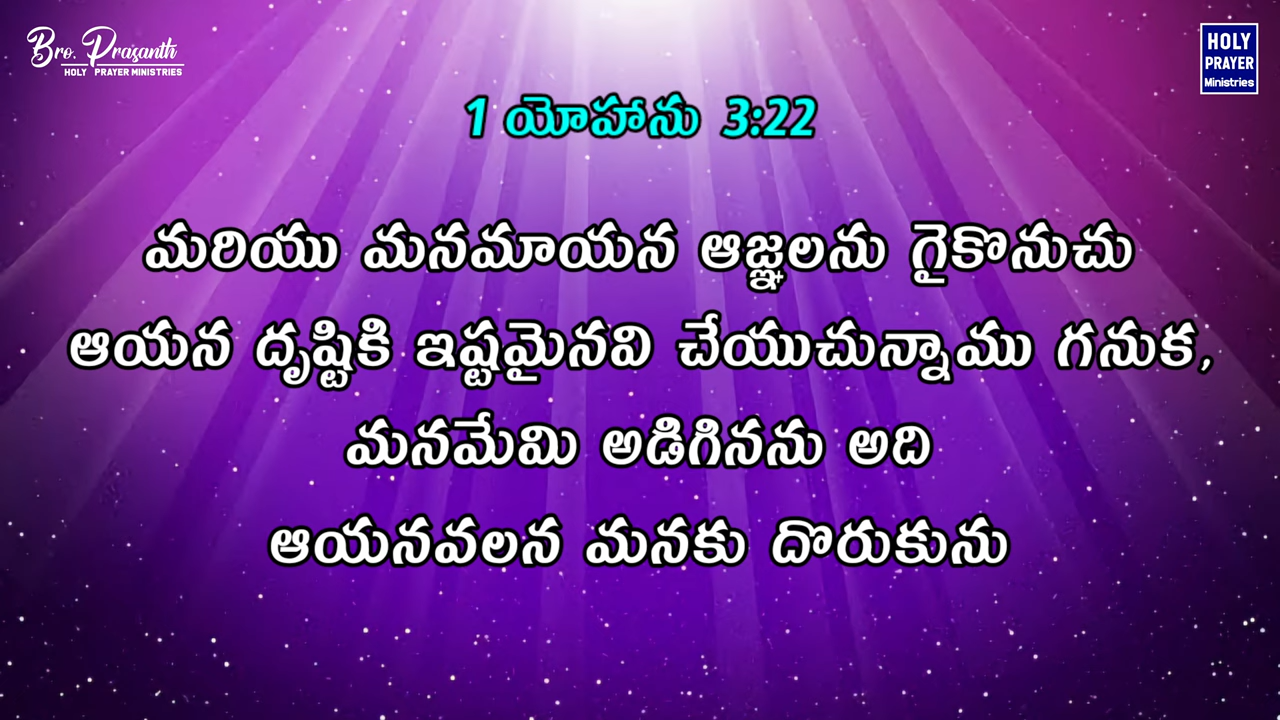 Bro. Prasanth
HOLY PRAYER MINISTRIES
HOLY
PRAYER
Ministries
1 యోహాను 3:22
మరియు మనమాయన ఆజ్ఞలను గైకొనుచు
ఆయన దృష్టికి ఇష్టమైనవి చేయుచున్నాము గనుక,
మనమేమి అడిగినను అది
ఆయనవలన మనకు దొరుకును